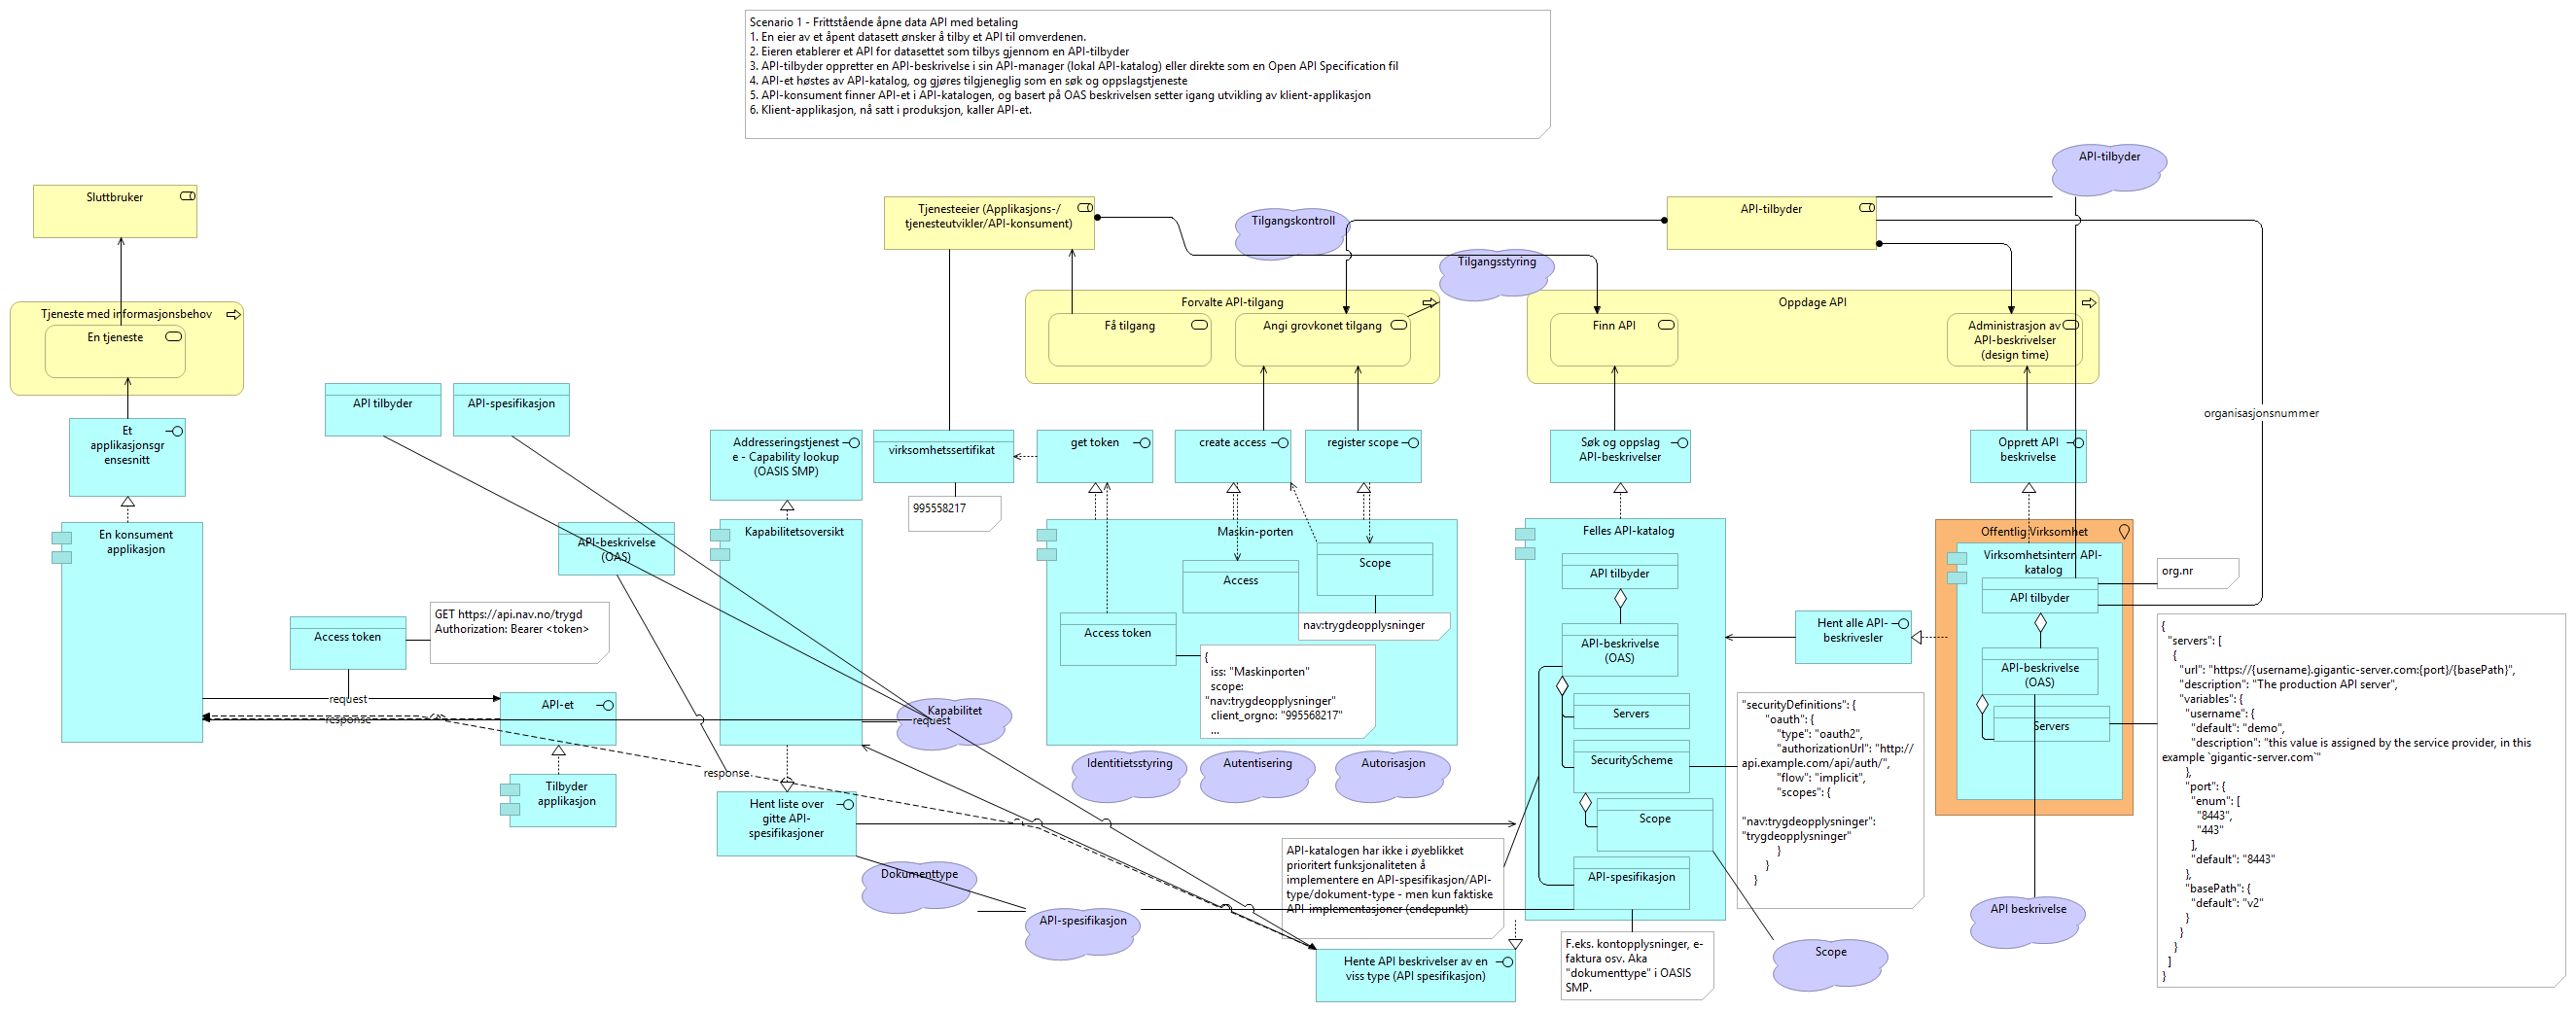 Scenario 1 - Frittstående åpne data API med betaling
1. En eier av et åpent datasett ønsker å tilby et API til omverdenen.
2. Eieren etablerer et API for datasettet som tilbys gjennom en API-tilbyder
3. API-tilbyder oppretter en API-beskrivelse i sin API-manager (lokal API-katalog) eller direkte som en Open API Specification fil
4. API-et høstes av API-katalog, og gjøres tilgjeneglig som en søk og oppslagstjeneste
5. API-konsument finner API-et i API-katalogen, og basert på OAS beskrivelsen setter igang utvikling av klient-applikasjon
6. Klient-applikasjon, nå satt i produksjon, kaller API-et.
API-tilbyder
Sluttbruker
Tjenesteeier (Applikasjons-/
tjenesteutvikler/API-konsument)
Tilgangskontroll
API-tilbyder
Tilgangsstyring
Tjeneste med informasjonsbehov
En tjeneste
Forvalte API-tilgang
Få tilgang
Angi grovkonet tilgang
Oppdage API
Finn API
Administrasjon av
API-beskrivelser
(design time)
organisasjonsnummer
API tilbyder
API-spesifikasjon
Et
applikasjonsgr
ensesnitt
Addresseringstjenest
e - Capability lookup
(OASIS SMP)
virksomhetssertifikat
get token
create access
register scope
Søk og oppslag
API-beskrivelser
Opprett API
beskrivelse
995558217
En konsument
applikasjon
API-beskrivelse
(OAS)
Kapabilitetsoversikt
Maskin-porten
Access
Scope
Access token
nav:trygdeopplysninger
{
iss: "Maskinporten"
scope:
"nav:trygdeopplysninger"
client_orgno: "995568217"
...
Felles API-katalog
API tilbyder
API-beskrivelse
(OAS)
Servers
SecurityScheme
Scope
API-spesifikasjon
Hent alle API-
beskrivesler
Offentlig Virksomhet
Virksomhetsintern API-
katalog
API tilbyder
API-beskrivelse
(OAS)
Servers
org.nr
{
"servers": [
{
"url": "https://{username}.gigantic-server.com:{port}/{basePath}",
"description": "The production API server",
"variables": {
"username": {
"default": "demo",
"description": "this value is assigned by the service provider, in this
example `gigantic-server.com`"
},
"port": {
"enum": [
"8443",
"443"
],
"default": "8443"
},
"basePath": {
"default": "v2"
}
}
}
]
}
Access token
GET https://api.nav.no/trygd
Authorization: Bearer <token>
request
response
API-et
Tilbyder
applikasjon
Kapabilitet
request
response
Identitietsstyring
Autentisering
Autorisasjon
"securityDefinitions": {
"oauth": {
"type": "oauth2",
"authorizationUrl": "http://
api.example.com/api/auth/",
"flow": "implicit",
"scopes": {
"nav:trygdeopplysninger":
"trygdeopplysninger"
}
}
}
Hent liste over
gitte API-
spesifikasjoner
Dokumenttype
API-spesifikasjon
API-katalogen har ikke i øyeblikket
prioritert funksjonaliteten å
implementere en API-spesifikasjon/API-
type/dokument-type - men kun faktiske
API-implementasjoner (endepunkt)
Hente API beskrivelser av en
viss type (API spesifikasjon)
F.eks. kontopplysninger, e-
faktura osv. Aka
"dokumenttype" i OASIS
SMP.
Scope
API beskrivelse